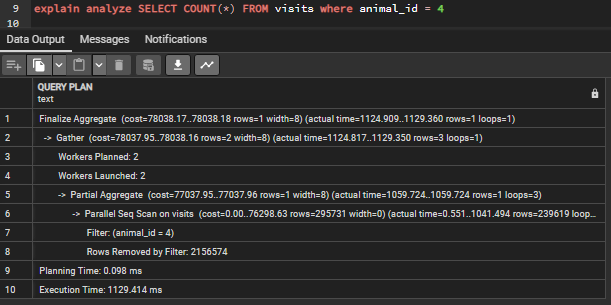 9 explain analyze SELECT COUNT(*) FROM visits where animal_id = 4
10
Data Output Messages Notifications
QUERY PLAN
text
1 Finalize Aggregate (cost=78038.17..78038.18 rows=1 width=8) (actual time=1124.909..1129.360 rows=1 loops=1)
2 -> Gather (cost=78037.95..78038.16 rows=2 width=8) (actual time=1124.817..1129.350 rows=3 loops=1)
3 Workers Planned: 2
4 Workers Launched: 2
5 -> Partial Aggregate (cost=77037.95..77037.96 rows=1 width=8) (actual time=1059.724..1059.724 rows=1 loops=3)
6 -> Parallel Seq Scan on visits (cost=0.00..76298.63 rows=295731 width=0) (actual time=0.551..1041.494 rows=239619 loop...
7 Filter: (animal_id = 4)
8 Rows Removed by Filter: 2156574
9 Planning Time: 0.098 ms
10 Execution Time: 1129.414 ms